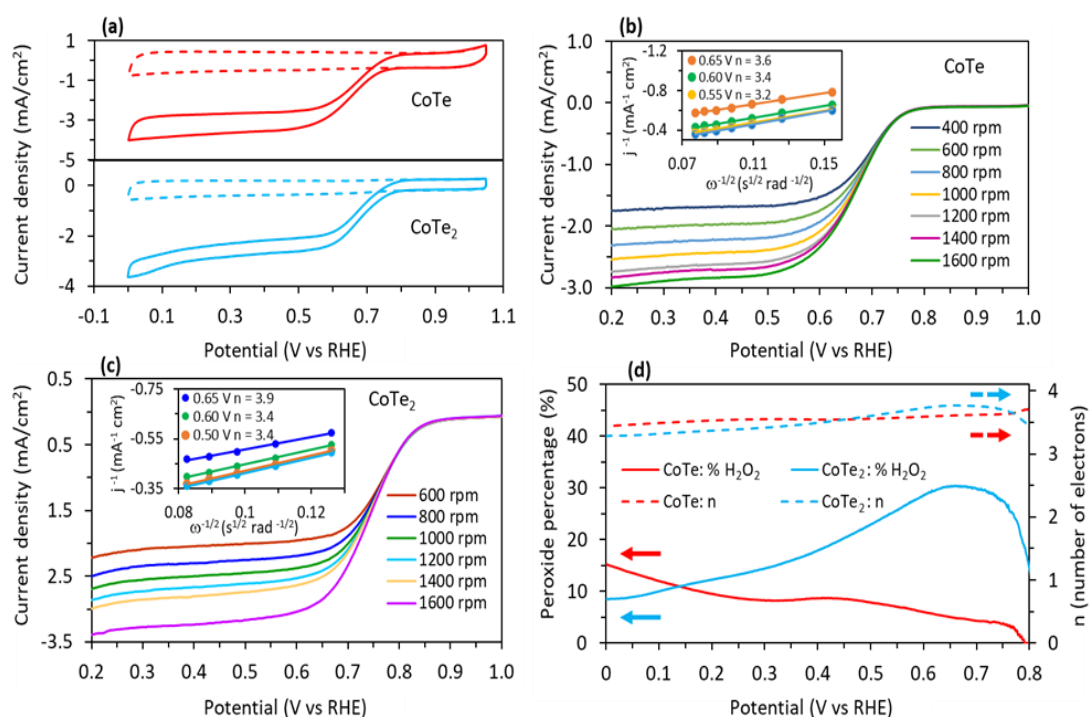 (a)
Current density (mA/cm²)
1
-1
-3
-5
CoTe
0
-2
-4
CoTe₂
-0.1 0.1 0.3 0.5 0.7 0.9 1.1
Potential (V vs RHE)
(b)
Current density (mA/cm²)
-1.0
0.0
-1.0
-2.0
-3.0
CoTe
j⁻¹ (mA⁻¹ cm²)
-1.2
-0.8
-0.4
0.65 V n = 3.6
0.60 V n = 3.4
0.55 V n = 3.2
0.07 0.11 0.15
ω⁻¹/² (s¹/² rad ⁻¹/²)
400 rpm
600 rpm
800 rpm
1000 rpm
1200 rpm
1400 rpm
1600 rpm
0.2 0.3 0.4 0.5 0.6 0.7 0.8 0.9 1.0
Potential (V vs RHE)
(c)
Current density (mA/cm²)
0.5
0.5
1.5
2.5
-3.5
CoTe₂
j⁻¹ (mA⁻¹ cm²)
-0.75
-0.55
-0.35
0.65 V n = 3.9
0.60 V n = 3.4
0.50 V n = 3.4
0.08 0.10 0.12
ω⁻¹/² (s¹/² rad ⁻¹/²)
600 rpm
800 rpm
1000 rpm
1200 rpm
1400 rpm
1600 rpm
0.2 0.3 0.4 0.5 0.6 0.7 0.8 0.9 1.0
Potential (V vs RHE)
(d)
Peroxide percentage (%)
50
40
30
20
10
0
CoTe: % H₂O₂
CoTe₂: % H₂O₂
CoTe: n
CoTe₂: n
4
3
2
1
0
n (number of electrons)
0 0.1 0.2 0.3 0.4 0.5 0.6 0.7 0.8
Potential (V vs RHE)